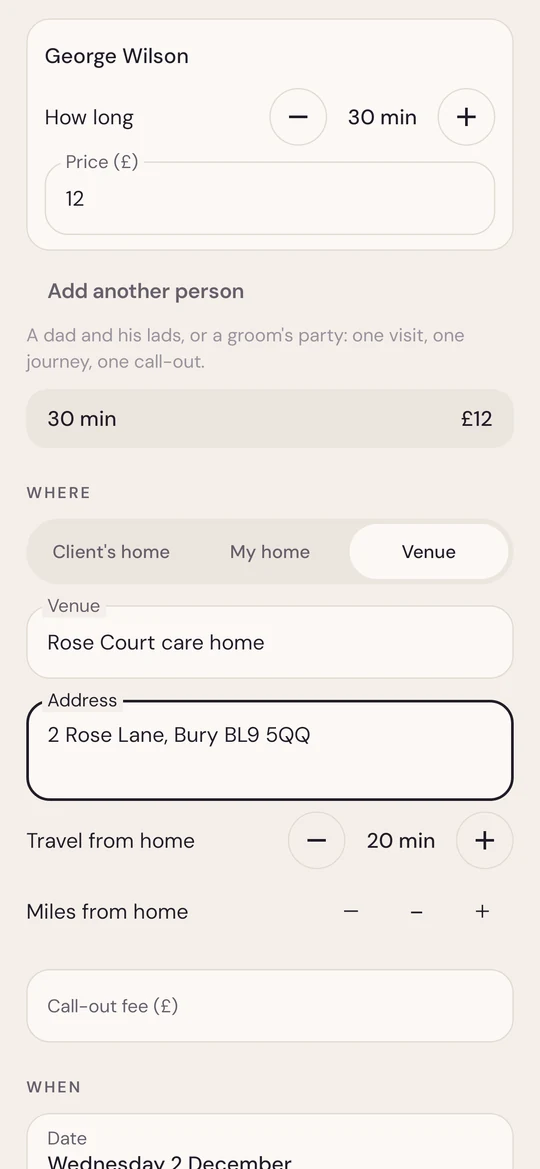 George Wilson
How long − 30 min +
Price (£)
12
Add another person
A dad and his lads, or a groom's party: one visit, one
journey, one call-out.
30 min £12
WHERE
Client's home My home Venue
Venue
Rose Court care home
Address
2 Rose Lane, Bury BL9 5QQ
Travel from home − 20 min +
Miles from home − – +
Call-out fee (£)
WHEN
Date
Wednesday 2 December